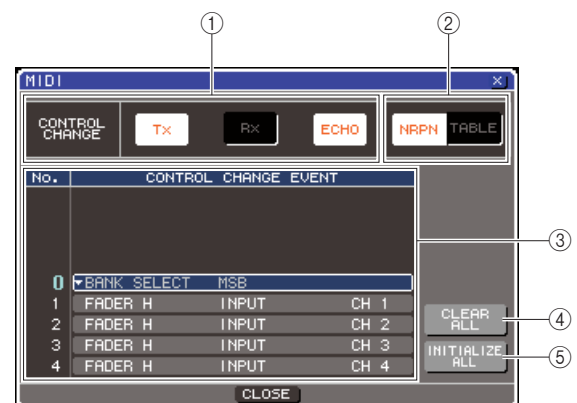 ① ②
MIDI X
CONTROL CHANGE Tx Rx ECHO NRPN TABLE
No. CONTROL CHANGE EVENT
③
0 ▼BANK SELECT MSB
1 FADER H INPUT CH 1
2 FADER H INPUT CH 2
3 FADER H INPUT CH 3
4 FADER H INPUT CH 4
CLEAR ALL ④
INITIALIZE ALL ⑤
CLOSE